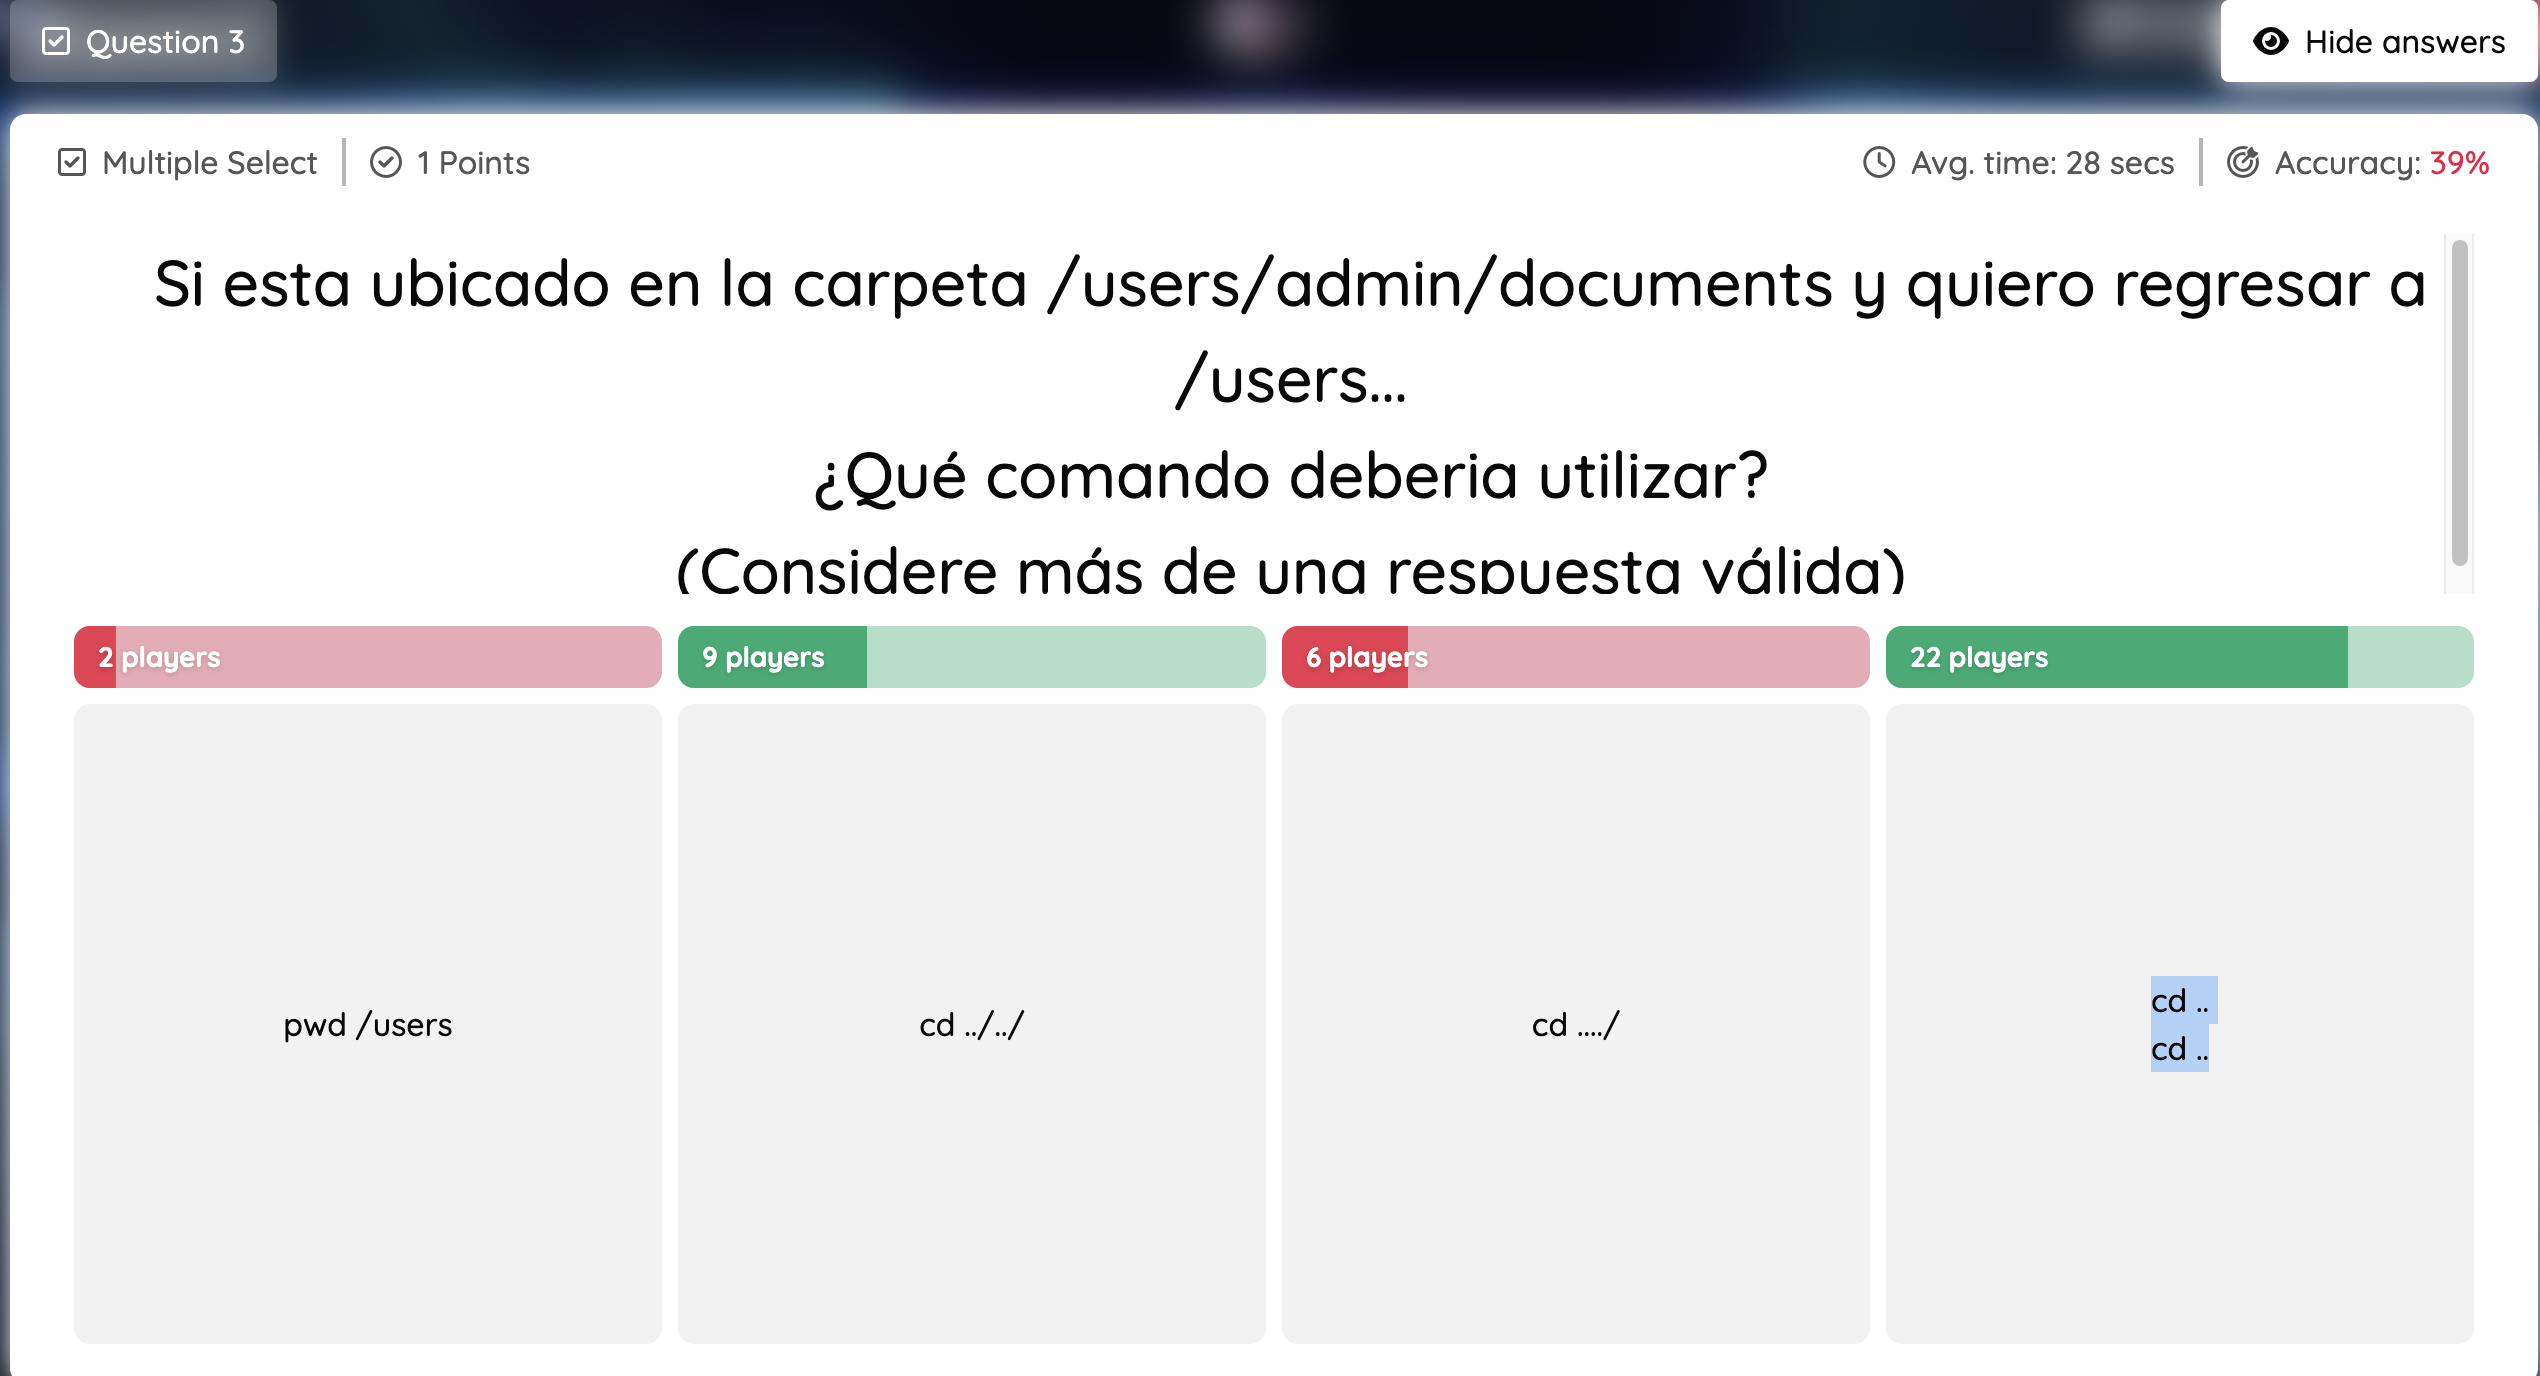 Question 3
Hide answers
Multiple Select
1 Points
Avg. time: 28 secs
Accuracy: 39%
Si esta ubicado en la carpeta /users/admin/documents y quiero regresar a
/users...
¿Qué comando deberia utilizar?
(Considere más de una respuesta válida)
2 players
9 players
6 players
22 players
pwd /users
cd ../../
cd ..../
cd ..
cd ..